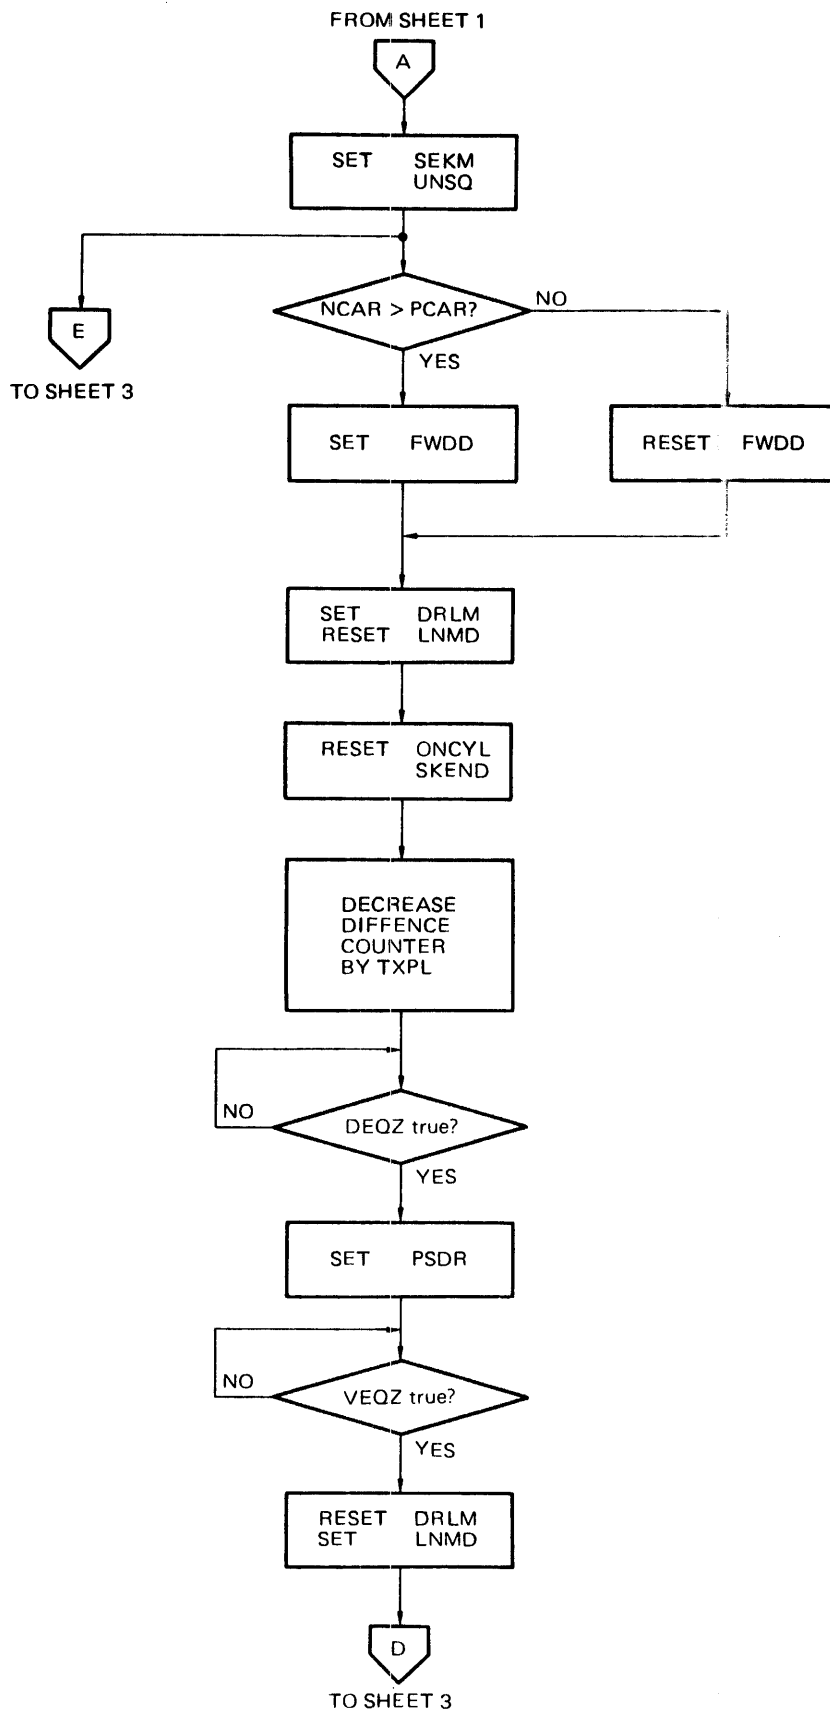 FROM SHEET 1
A
SET SEKM
UNSQ
NCAR > PCAR?
NO
E
YES
TO SHEET 3
SET FWDD
RESET FWDD
SET DRLM
RESET LNMD
RESET ONCYL
SKEND
DECREASE
DIFFENCE
COUNTER
BY TXPL
NO
DEQZ true?
YES
SET PSDR
NO
VEQZ true?
YES
RESET DRLM
SET LNMD
D
TO SHEET 3